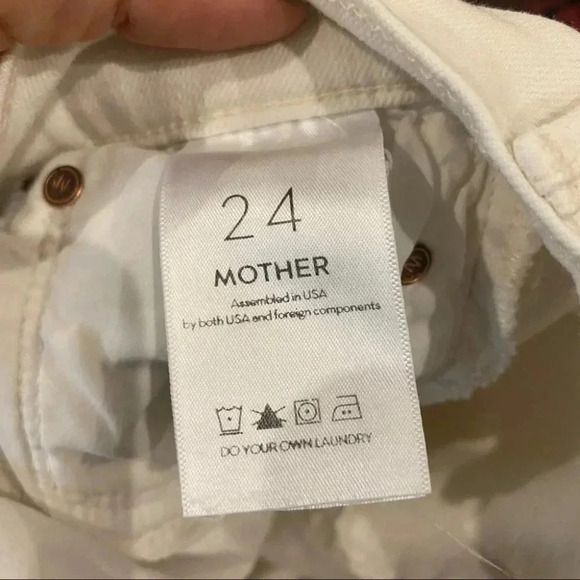 24
MOTHER
Assembled in USA
by both USA and foreign components
DO YOUR OWN LAUNDRY